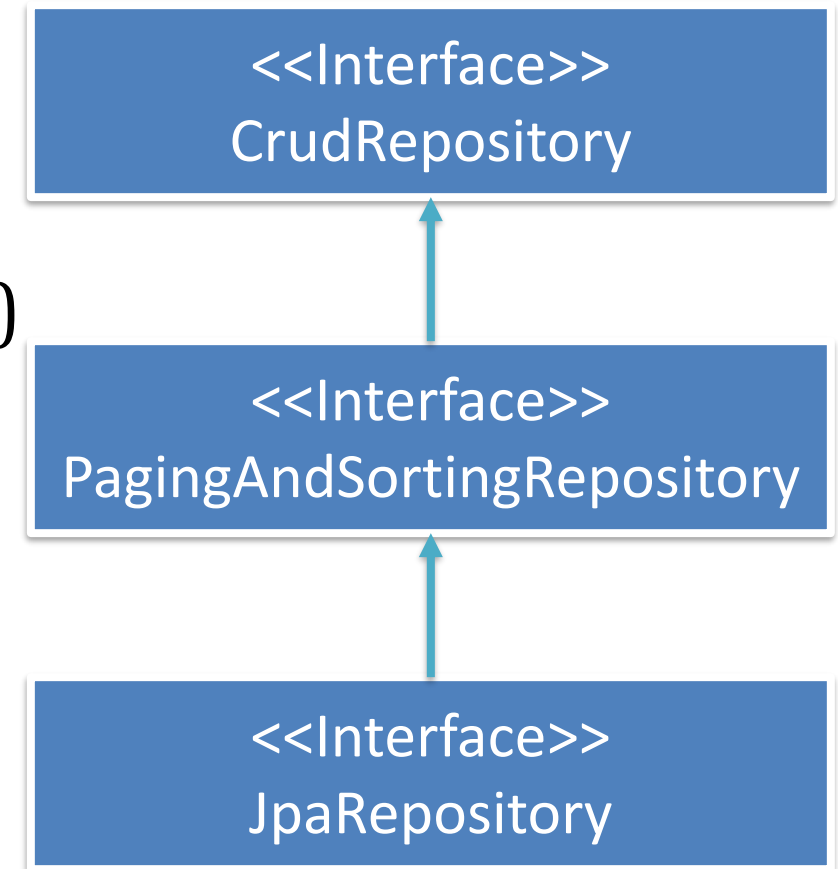 <<Interface>>
CrudRepository
)
<<Interface>>
PagingAndSortingRepository
<<Interface>>
JpaRepository